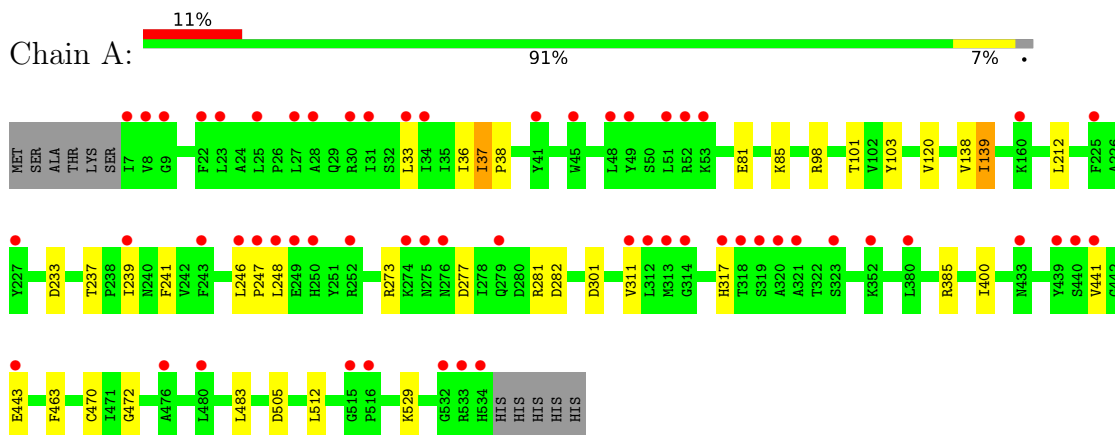 11%
Chain A:
91% 7% •
MET SER ALA THR LYS SER I7 V8 G9 F22 L23 A24 L25 P26 L27 A28 Q29 R30 I31 S32 L33 I34 I35 I36 I37 P38 Y41 W45 L48 Y49 S50 L51 R52 K53 E81 K85 R98 T101 V102 Y103 V120 V138 I139 K160 L212 F225 A226
Y227 D233 T237 P238 I239 N240 F241 V242 F243 L246 P247 L248 E249 H250 Y251 R252 R273 K274 N275 N276 D277 I278 Q279 D280 R281 D282 D301 V311 L312 M313 G314 H317 T318 S319 A320 A321 T322 S323 K352 L380 R385 I400 N433 Y439 S440 V441 G442
E443 F463 C470 I471 G472 A476 L480 L483 D505 L512 G515 P516 K529 G532 R533 H534 HIS HIS HIS HIS HIS